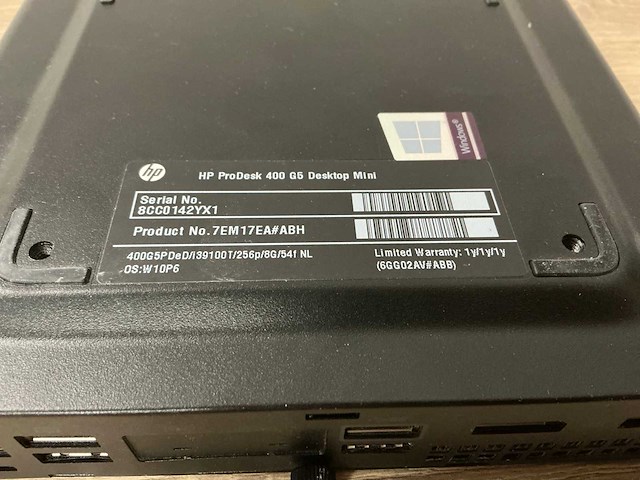 Windows®
hp
HP ProDesk 400 G5 Desktop Mini
Serial No.
8CC0142YX1
Product No.7EM17EA#ABH
400G5PDeD/i39100T/256p/8G/54f NL
Limited Warranty: 1y/1y/1y
OS:W10P6
(6GG02AV#ABB)